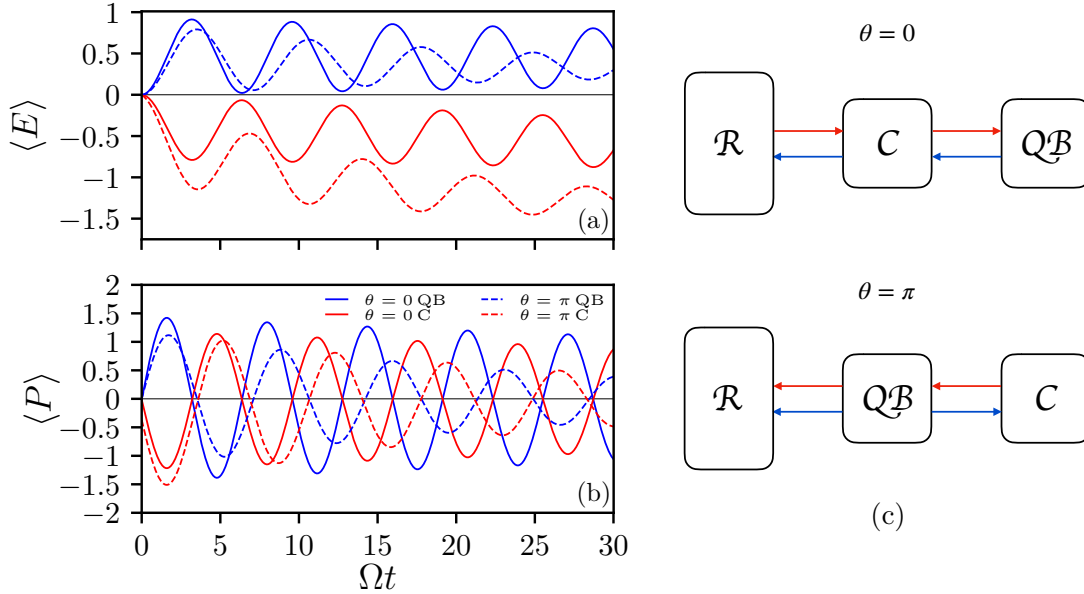 1
0.5
0
−0.5
−1
−1.5
⟨E⟩
(a)
2
1.5
1
0.5
0
−0.5
−1
−1.5
−2
⟨P⟩
θ = 0 QB
θ = 0 C
θ = π QB
θ = π C
(b)
0 5 10 15 20 25 30
Ωt
θ = 0
R C QB
θ = π
R QB C
(c)